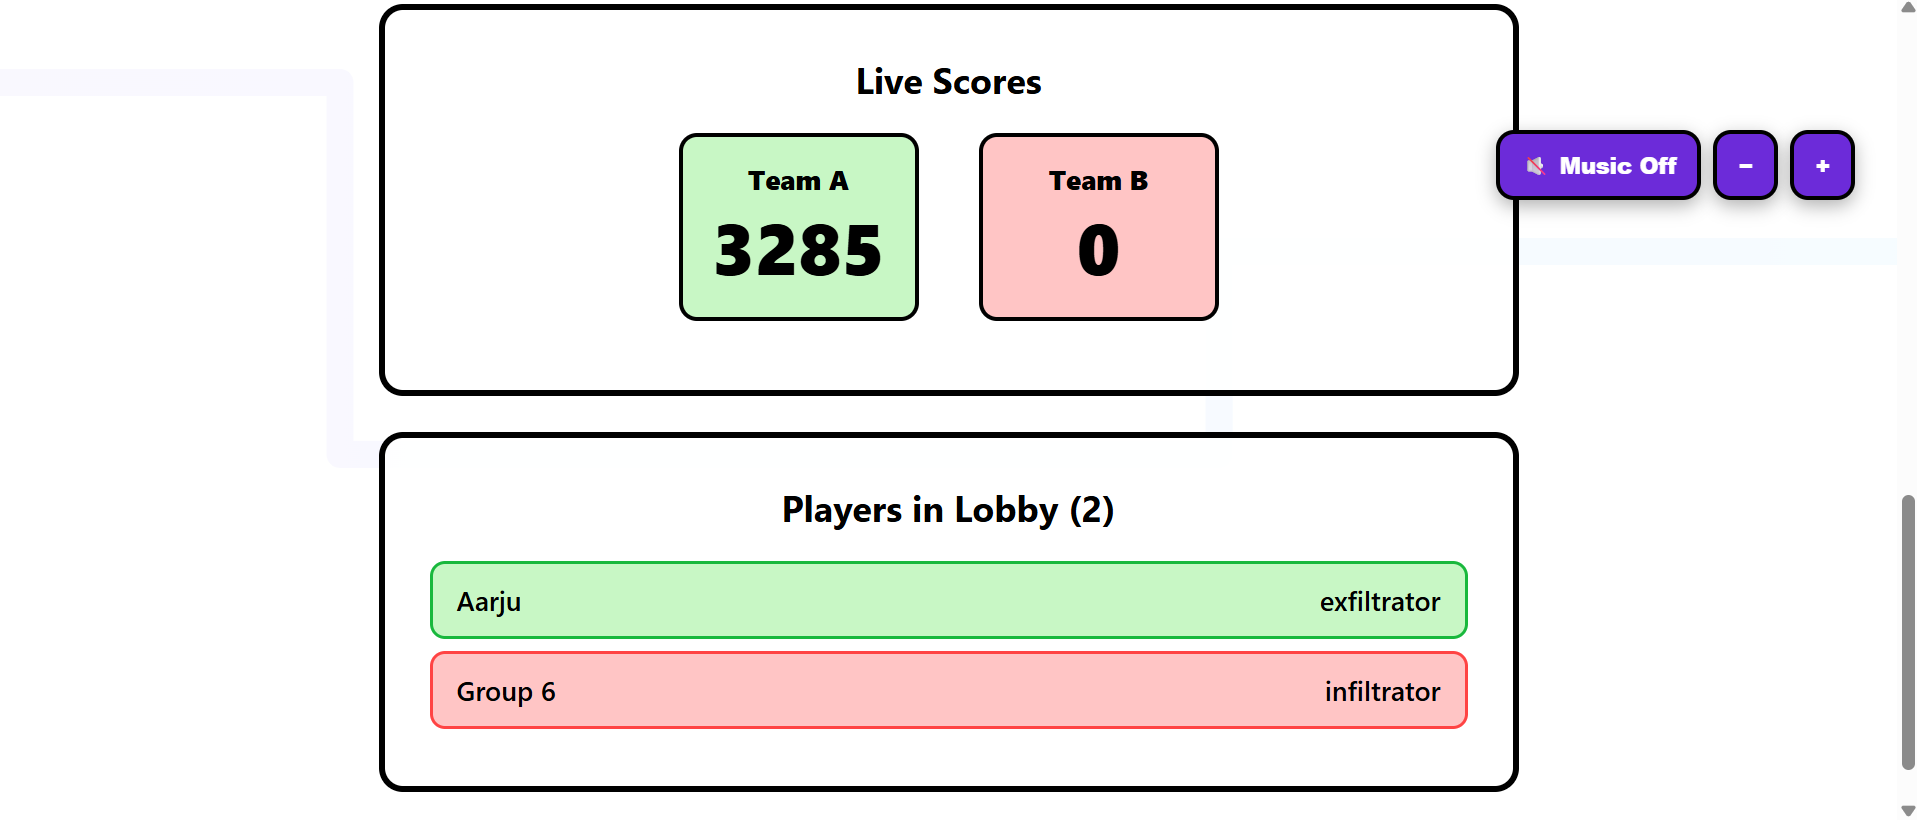 Live Scores
Team A
3285
Team B
0
Music Off
−
+
Players in Lobby (2)
Aarju exfiltrator
Group 6 infiltrator